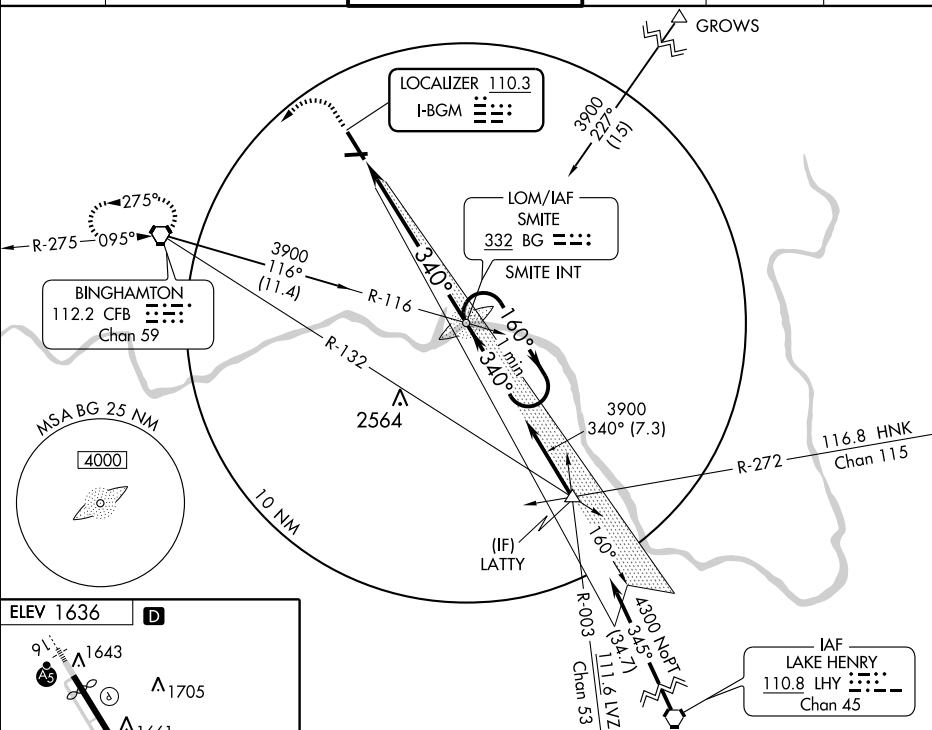 GROWS
LOCALIZER 110.3
I-BGM
3900
227°
(15)
LOM/IAF
SMITE
332 BG
SMITE INT
275°
R-275
095°
3900
116°
(11.4)
R-116
BINGHAMTON
112.2 CFB
Chan 59
340°
160°
1 min
340°
R-132
2564
3900
340° (7.3)
116.8 HNK
Chan 115
R-272
MSA BG 25 NM
4000
10 NM
(IF)
LATTY
160°
R-003
111.6 LVZ
Chan 53
4300 NoPT
345°
(34.7)
IAF
LAKE HENRY
110.8 LHY
Chan 45
ELEV 1636
D
16
A5
1643
1705
P
1661